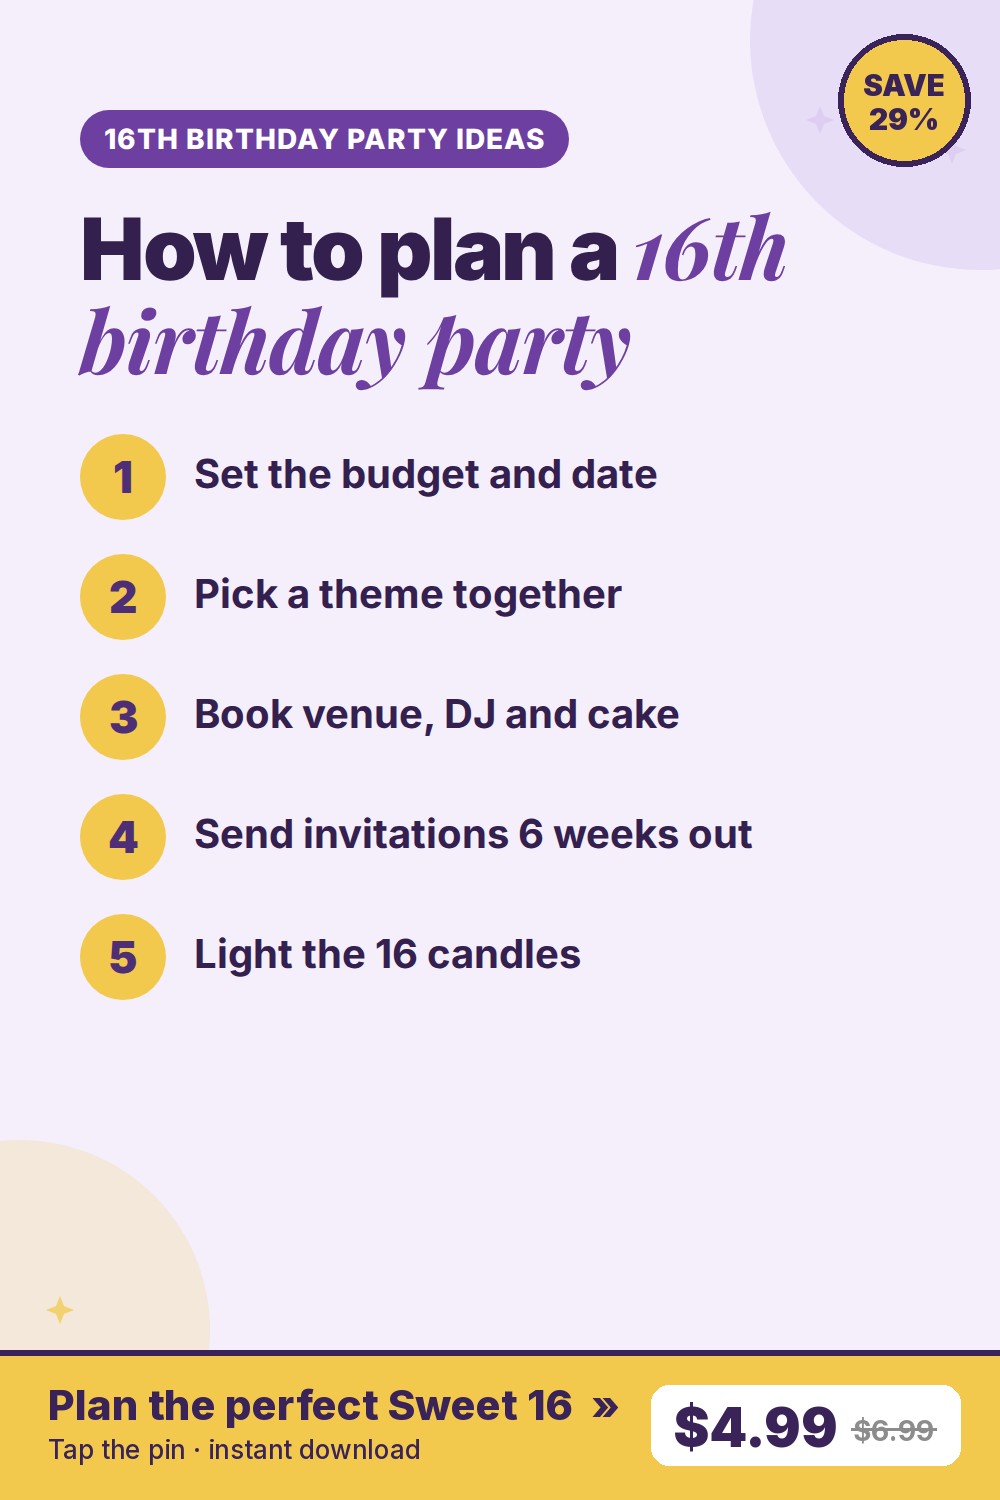 SAVE
29%
16TH BIRTHDAY PARTY IDEAS
How to plan a 16th
birthday party
1 Set the budget and date
2 Pick a theme together
3 Book venue, DJ and cake
4 Send invitations 6 weeks out
5 Light the 16 candles
Plan the perfect Sweet 16 »
Tap the pin · instant download
$4.99 $6.99